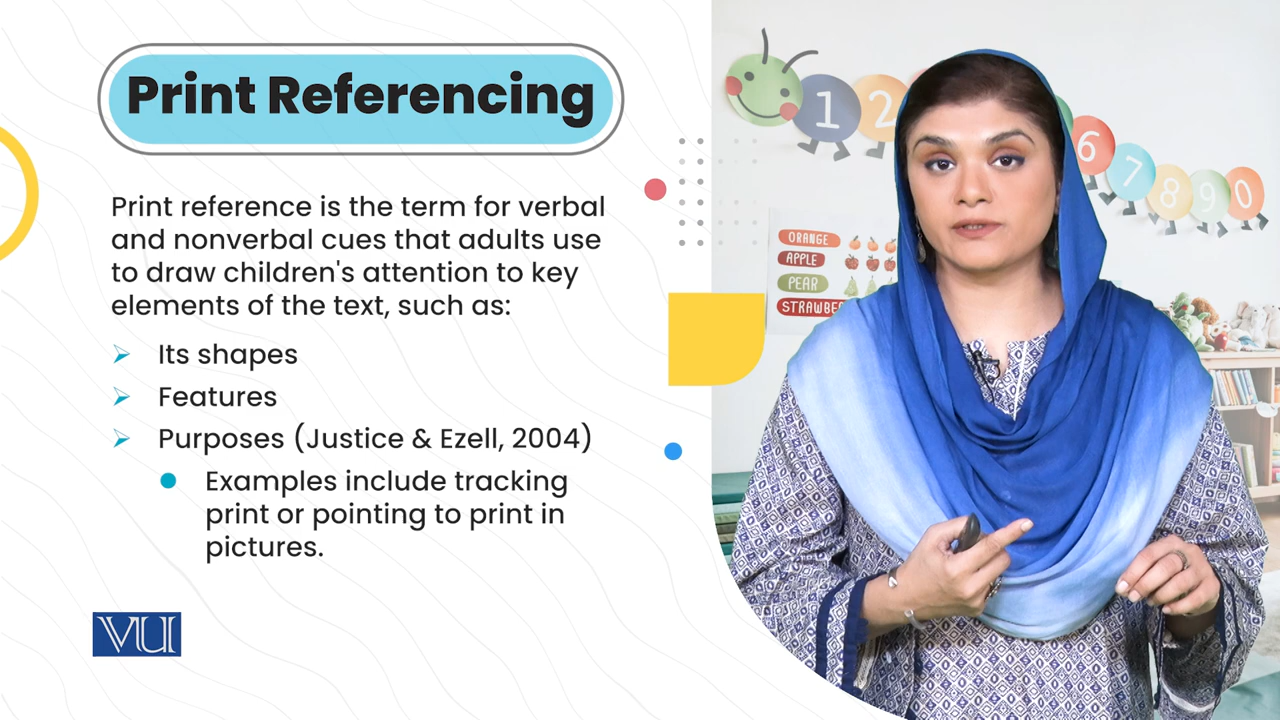 Print Referencing
Print reference is the term for verbal
and nonverbal cues that adults use
to draw children's attention to key
elements of the text, such as:
Its shapes
Features
Purposes (Justice & Ezell, 2004)
Examples include tracking
print or pointing to print in
pictures.
VU
1 2
6 7 8 9 0
ORANGE
APPLE
PEAR